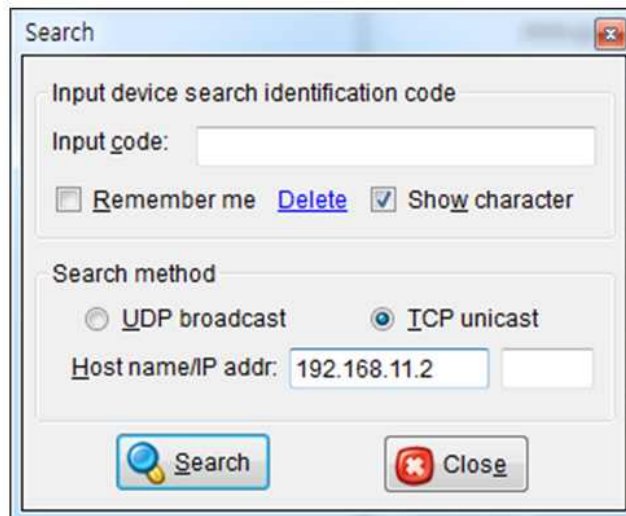 Search
Input device search identification code
Input code:
Remember me Delete Show character
Search method
UDP broadcast TCP unicast
Host name/IP addr: 192.168.11.2
Search Close